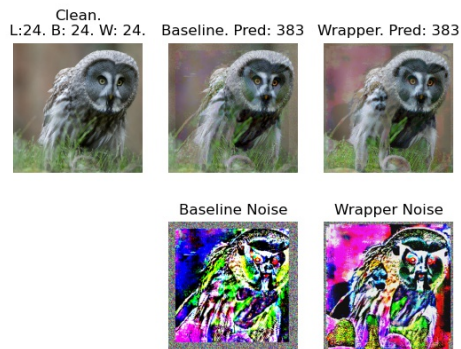 Clean.
L:24. B: 24. W: 24.
Baseline. Pred: 383
Wrapper. Pred: 383
Baseline Noise
Wrapper Noise